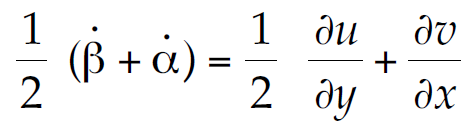 1/2 (β̇ + α̇) = 1/2 ∂u/∂y + ∂v/∂x